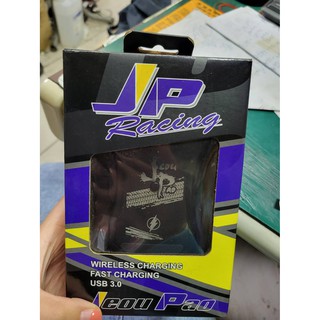 JP
Racing
WIRELESS CHARGING
FAST CHARGING
USB 3.0
Jeou Pao